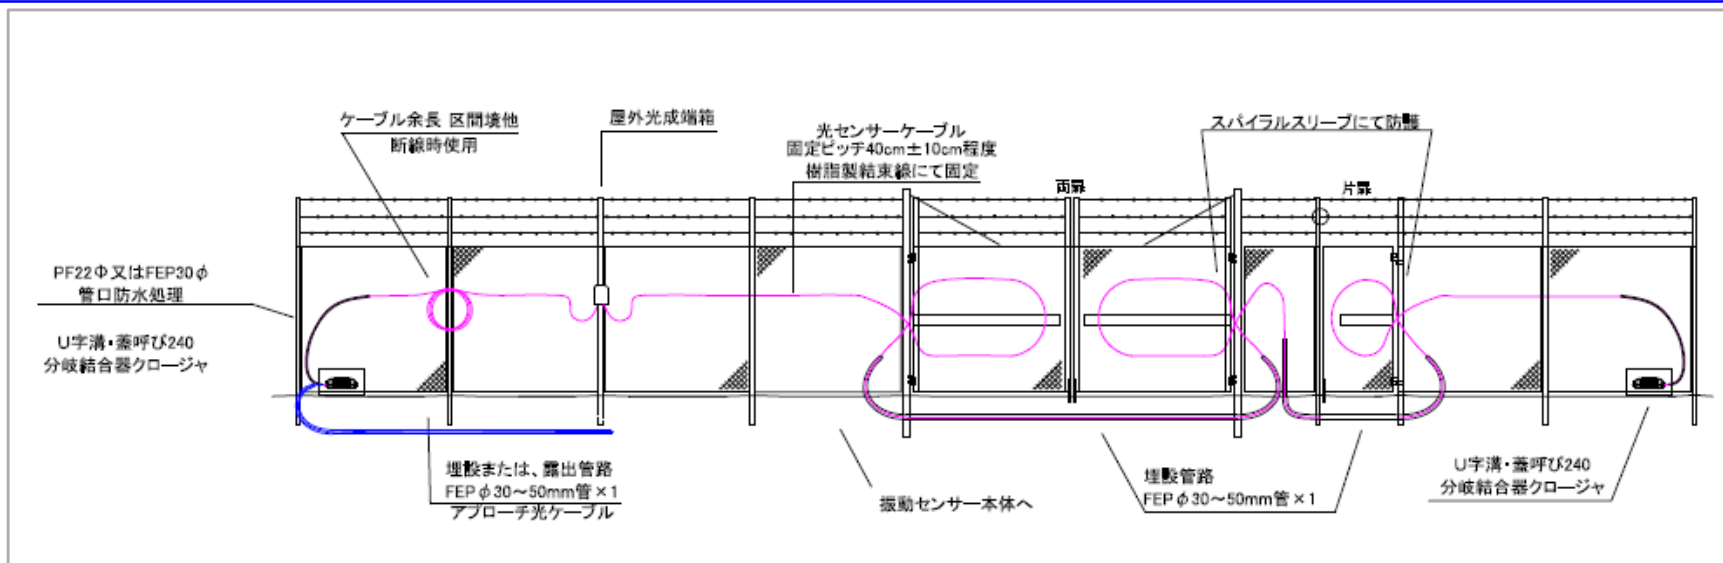 ケーブル余長 区間境他
断線時使用
屋外光成端箱
光センサーケーブル
固定ピッチ40cm±10cm程度
樹脂製結束線にて固定
スパイラルスリーブにて防護
両扉
片扉
PF22Φ又はFEP30φ
管口防水処理
U字溝・蓋呼び240
分岐結合器クロージャ
埋設または、露出管路
FEPφ30~50mm管×1
アプローチ光ケーブル
振動センサー本体へ
埋設管路
FEPφ30~50mm管×1
U字溝・蓋呼び240
分岐結合器クロージャ